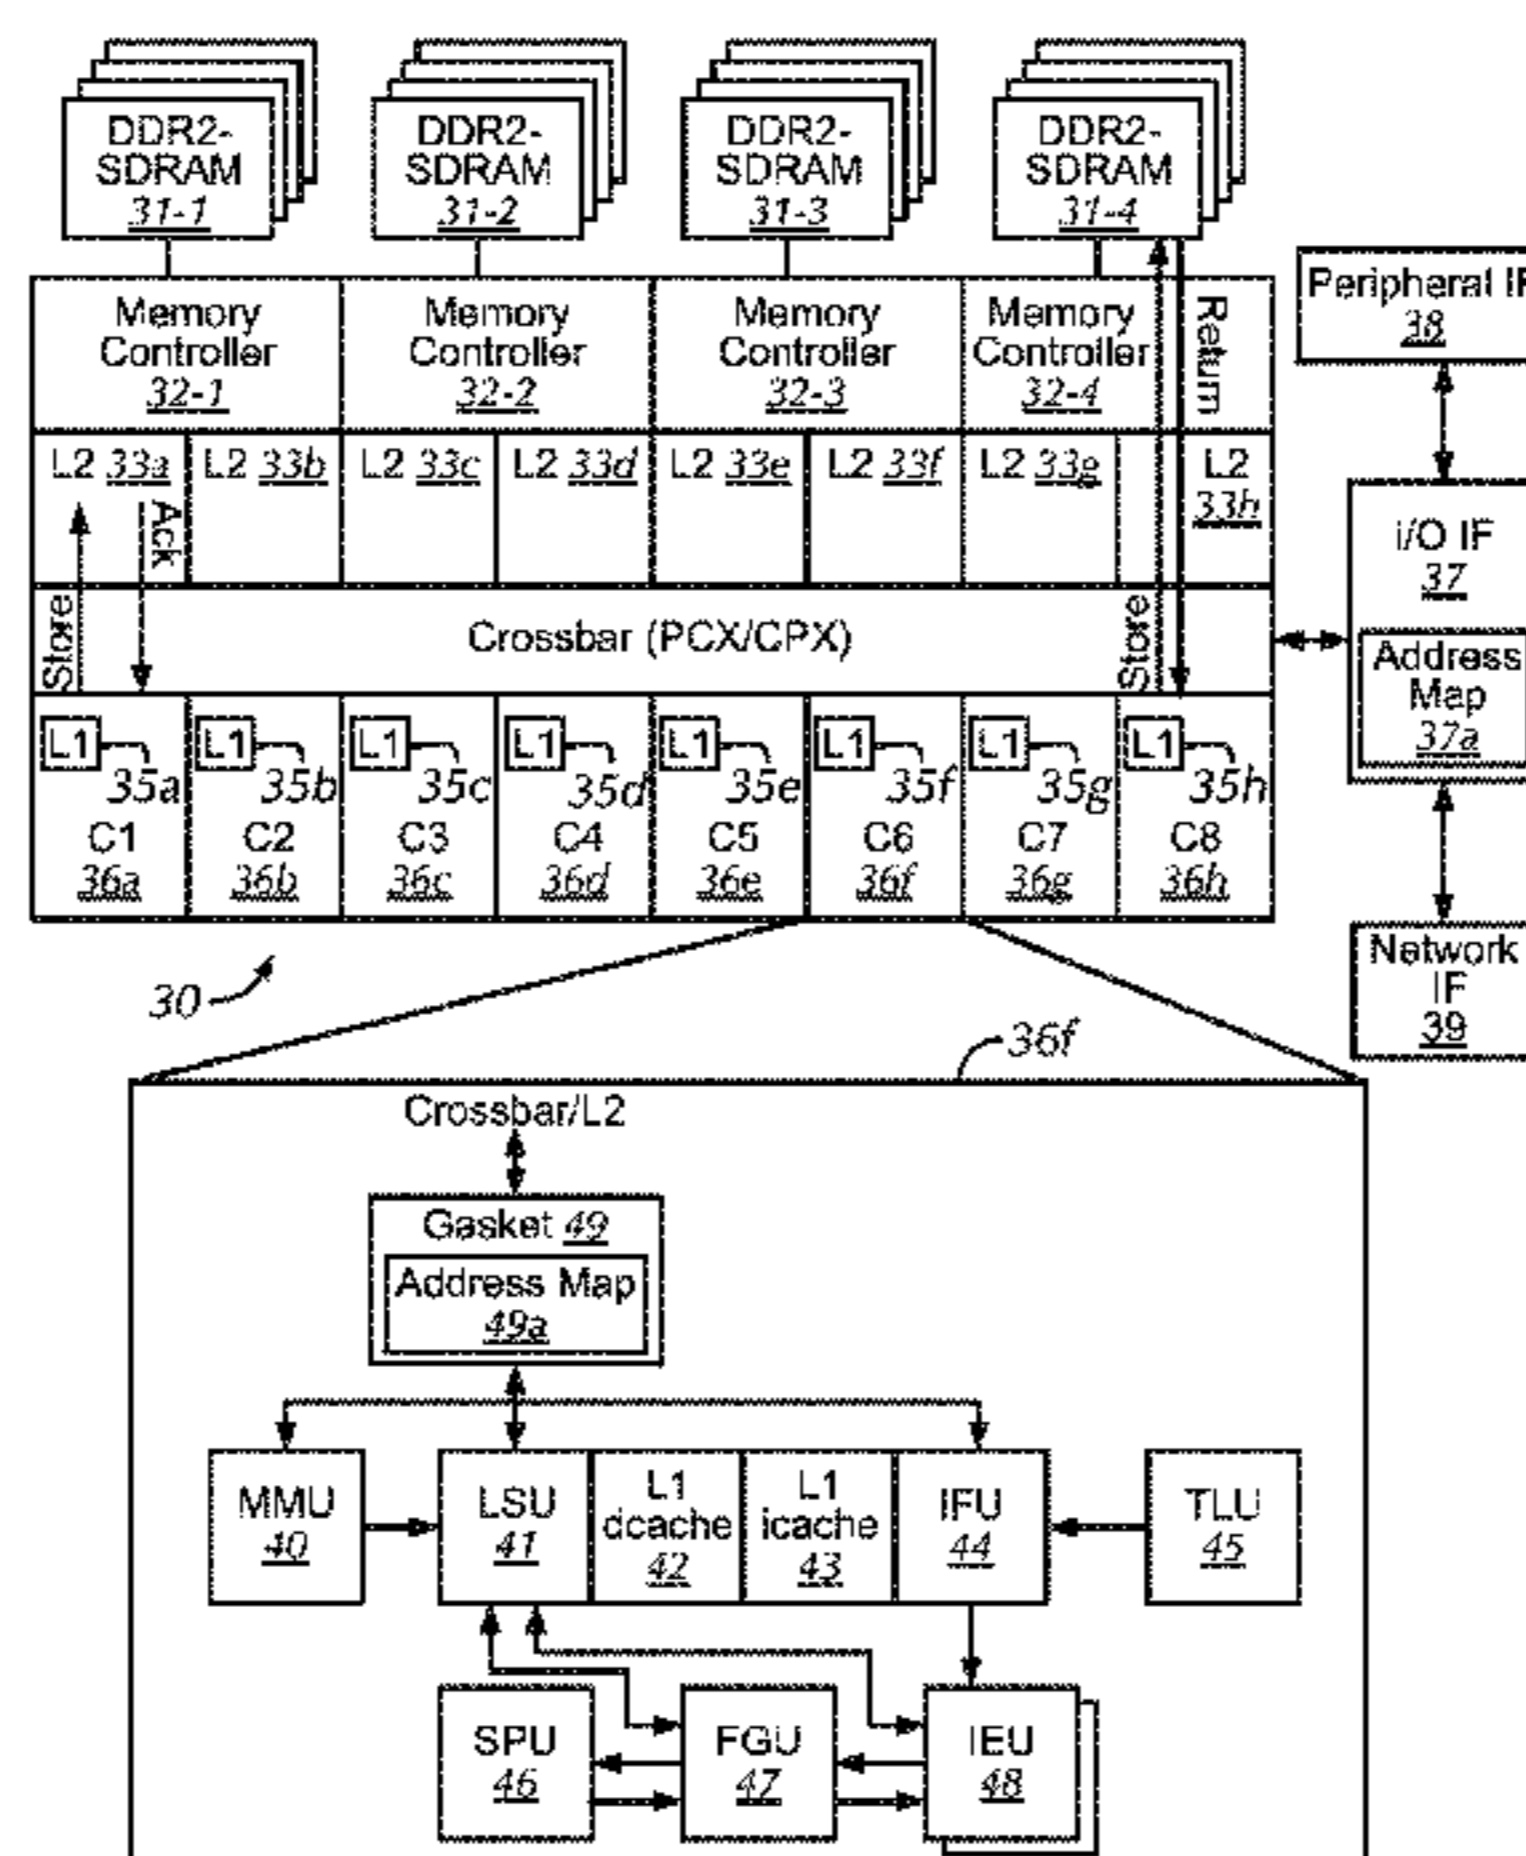 DDR2-
SDRAM
31-1
DDR2-
SDRAM
31-2
DDR2-
SDRAM
31-3
DDR2-
SDRAM
31-4
Memory
Controller
32-1
Memory
Controller
32-2
Memory
Controller
32-3
Memory
Controller
32-4
Return
Peripheral IF
38
L2 33a
L2 33b
L2 33c
L2 33d
L2 33e
L2 33f
L2 33g
L2
33h
Ack
Store
Crossbar (PCX/CPX)
Store
I/O IF
37
Address
Map
37a
L1
35a
C1
36a
L1
35b
C2
36b
L1
35c
C3
36c
L1
35d
C4
36d
L1
35e
C5
36e
L1
35f
C6
36f
L1
35g
C7
36g
L1
35h
C8
36h
Network
IF
39
30
36f
Crossbar/L2
Gasket 49
Address Map
49a
MMU
40
LSU
41
L1
dcache
42
L1
icache
43
IFU
44
TLU
45
SPU
46
FGU
47
IEU
48